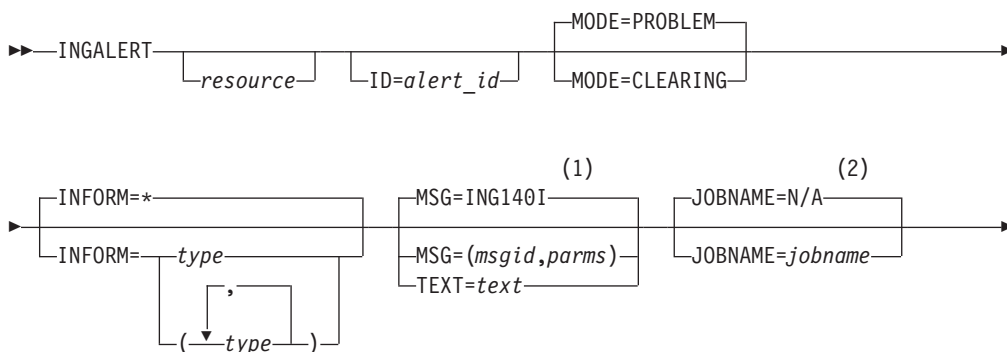 MODE=PROBLEM
INGALERT
resource
ID=alert_id
MODE=CLEARING
(1)
(2)
INFORM=*
MSG=ING140I
JOBNAME=N/A
INFORM=
type
MSG=(msgid,parms)
JOBNAME=jobname
,
TEXT=text
( type )